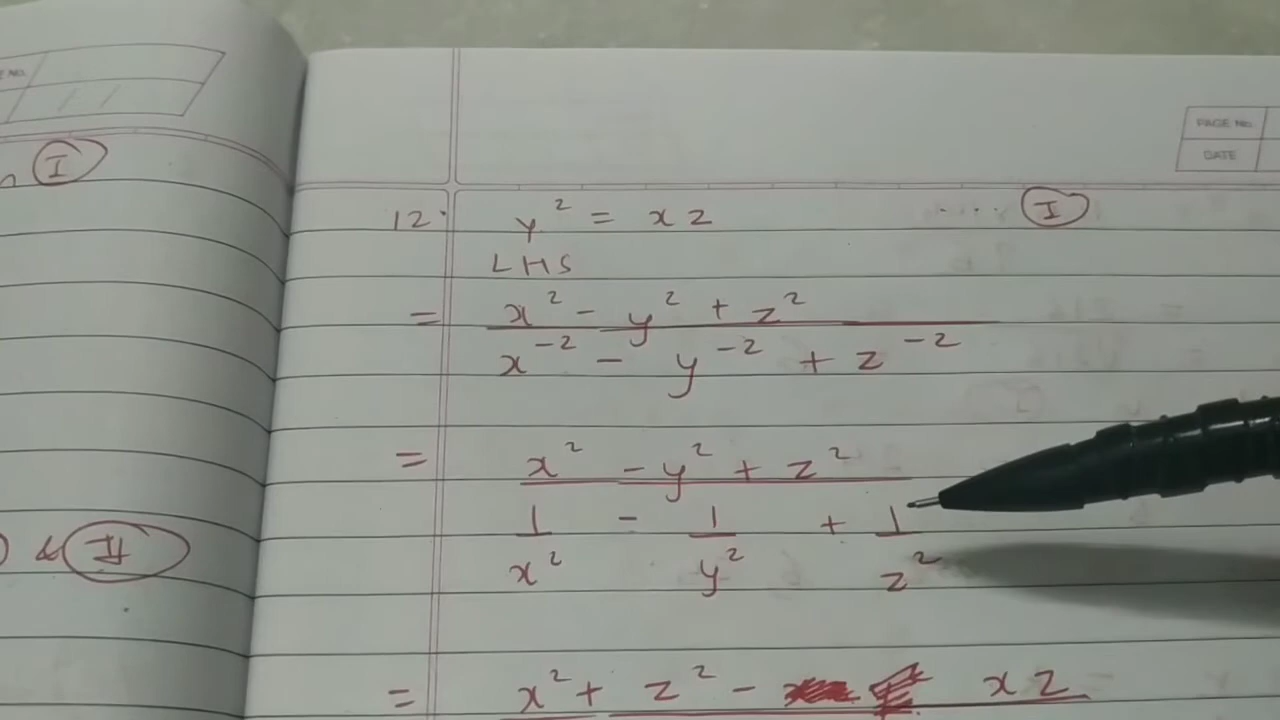 E No.
n I
& II
PAGE No.
DATE
12. y² = xz .... I
LHS
= x² - y² + z²
x⁻² - y⁻² + z⁻²
= x² - y² + z²
1 - 1 + 1
x² y² z²
= x² + z² - xz